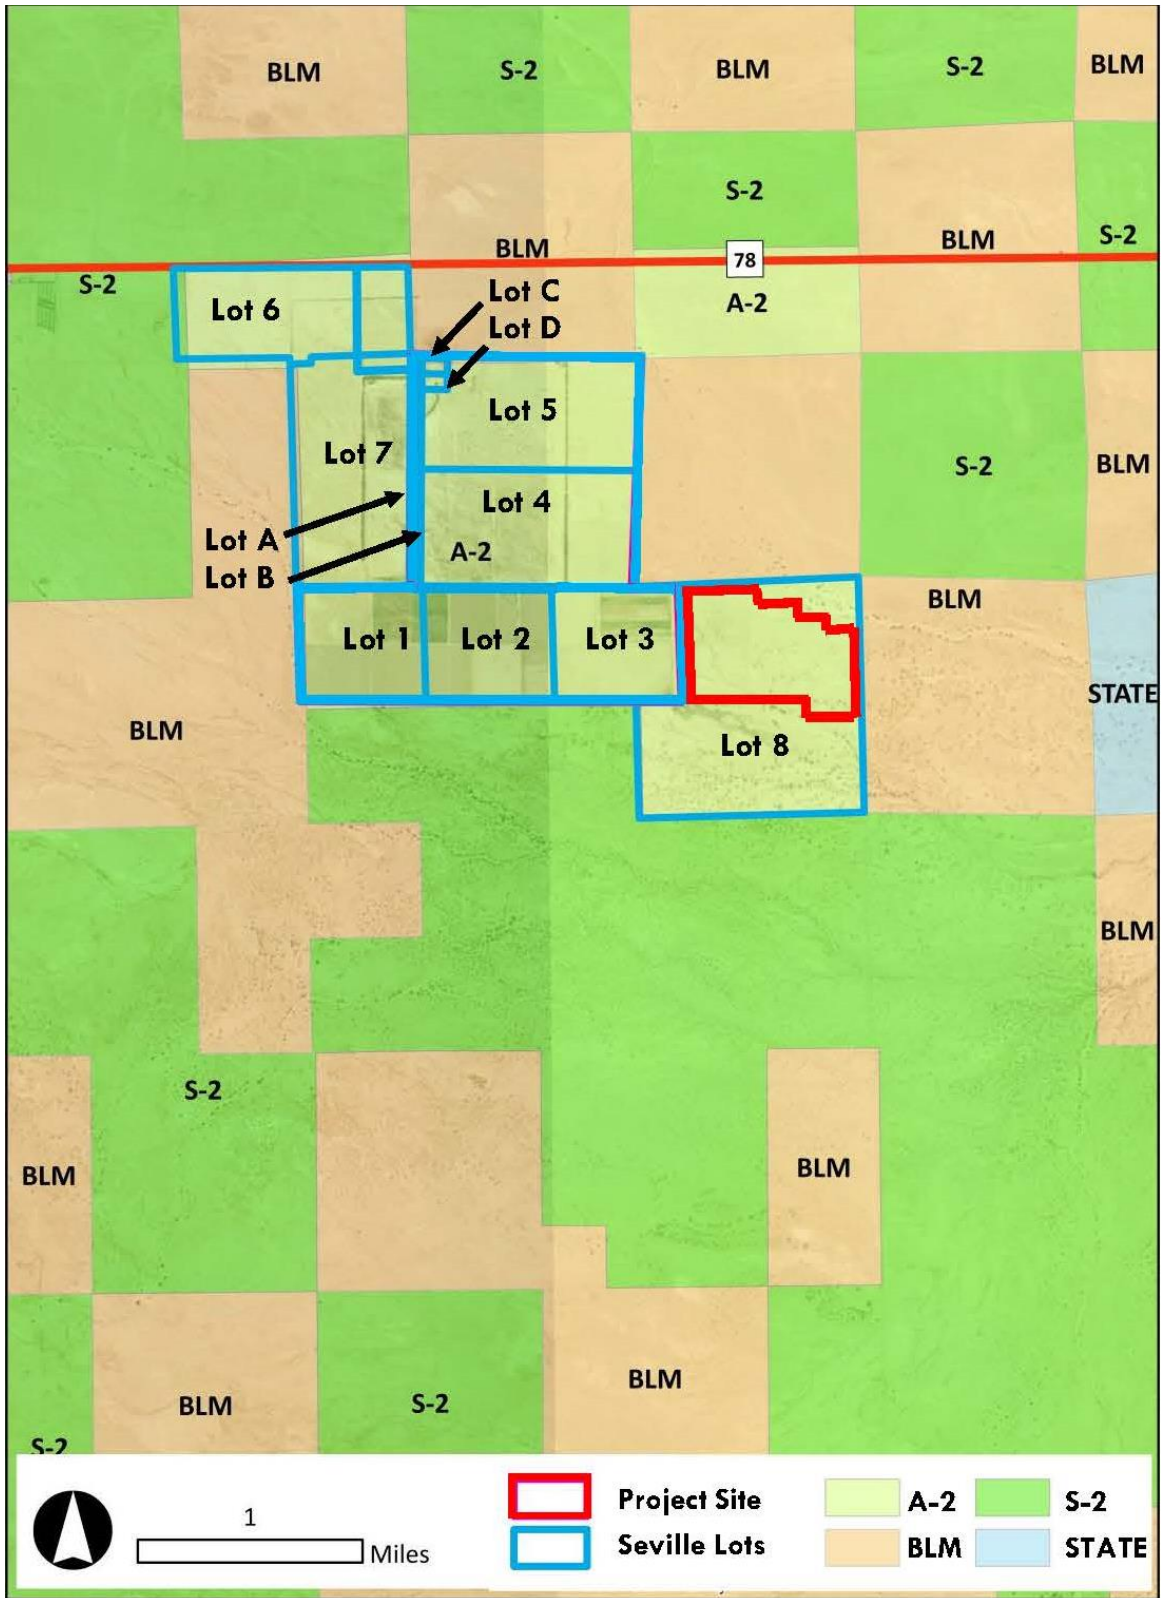 BLM
S-2
BLM
S-2
BLM
S-2
BLM
BLM
S-2
78
S-2
Lot C
Lot 6
A-2
Lot D
Lot 5
Lot 7
BLM
S-2
Lot 4
Lot A
A-2
Lot B
BLM
Lot 1
Lot 2
Lot 3
STATE
BLM
Lot 8
BLM
S-2
BLM
BLM
BLM
BLM
S-2
S-2
1
Miles
Project Site
Seville Lots
A-2
S-2
BLM
STATE